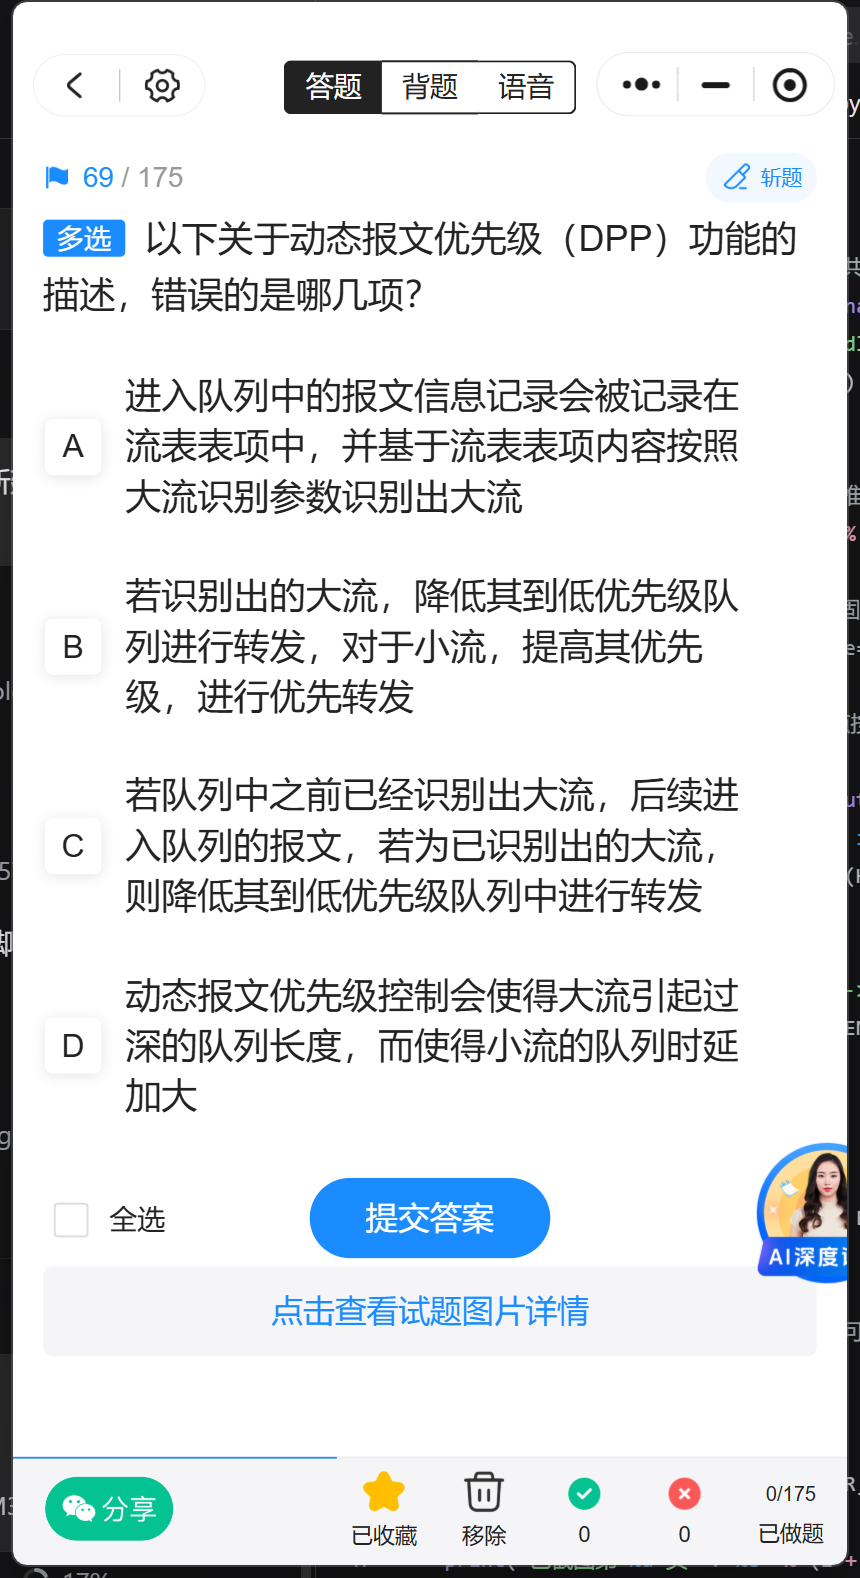 答题 背题 语音
69 / 175
斩题
多选 以下关于动态报文优先级（DPP）功能的
描述，错误的是哪几项？
进入队列中的报文信息记录会被记录在
A 流表表项中，并基于流表表项内容按照
大流识别参数识别出大流
若识别出的大流，降低其到低优先级队
B 列进行转发，对于小流，提高其优先
级，进行优先转发
若队列中之前已经识别出大流，后续进
C 入队列的报文，若为已识别出的大流，
则降低其到低优先级队列中进行转发
动态报文优先级控制会使得大流引起过
D 深的队列长度，而使得小流的队列时延
加大
全选 提交答案
AI深度
点击查看试题图片详情
分享
已收藏 移除 0 0
0/175
已做题
17%